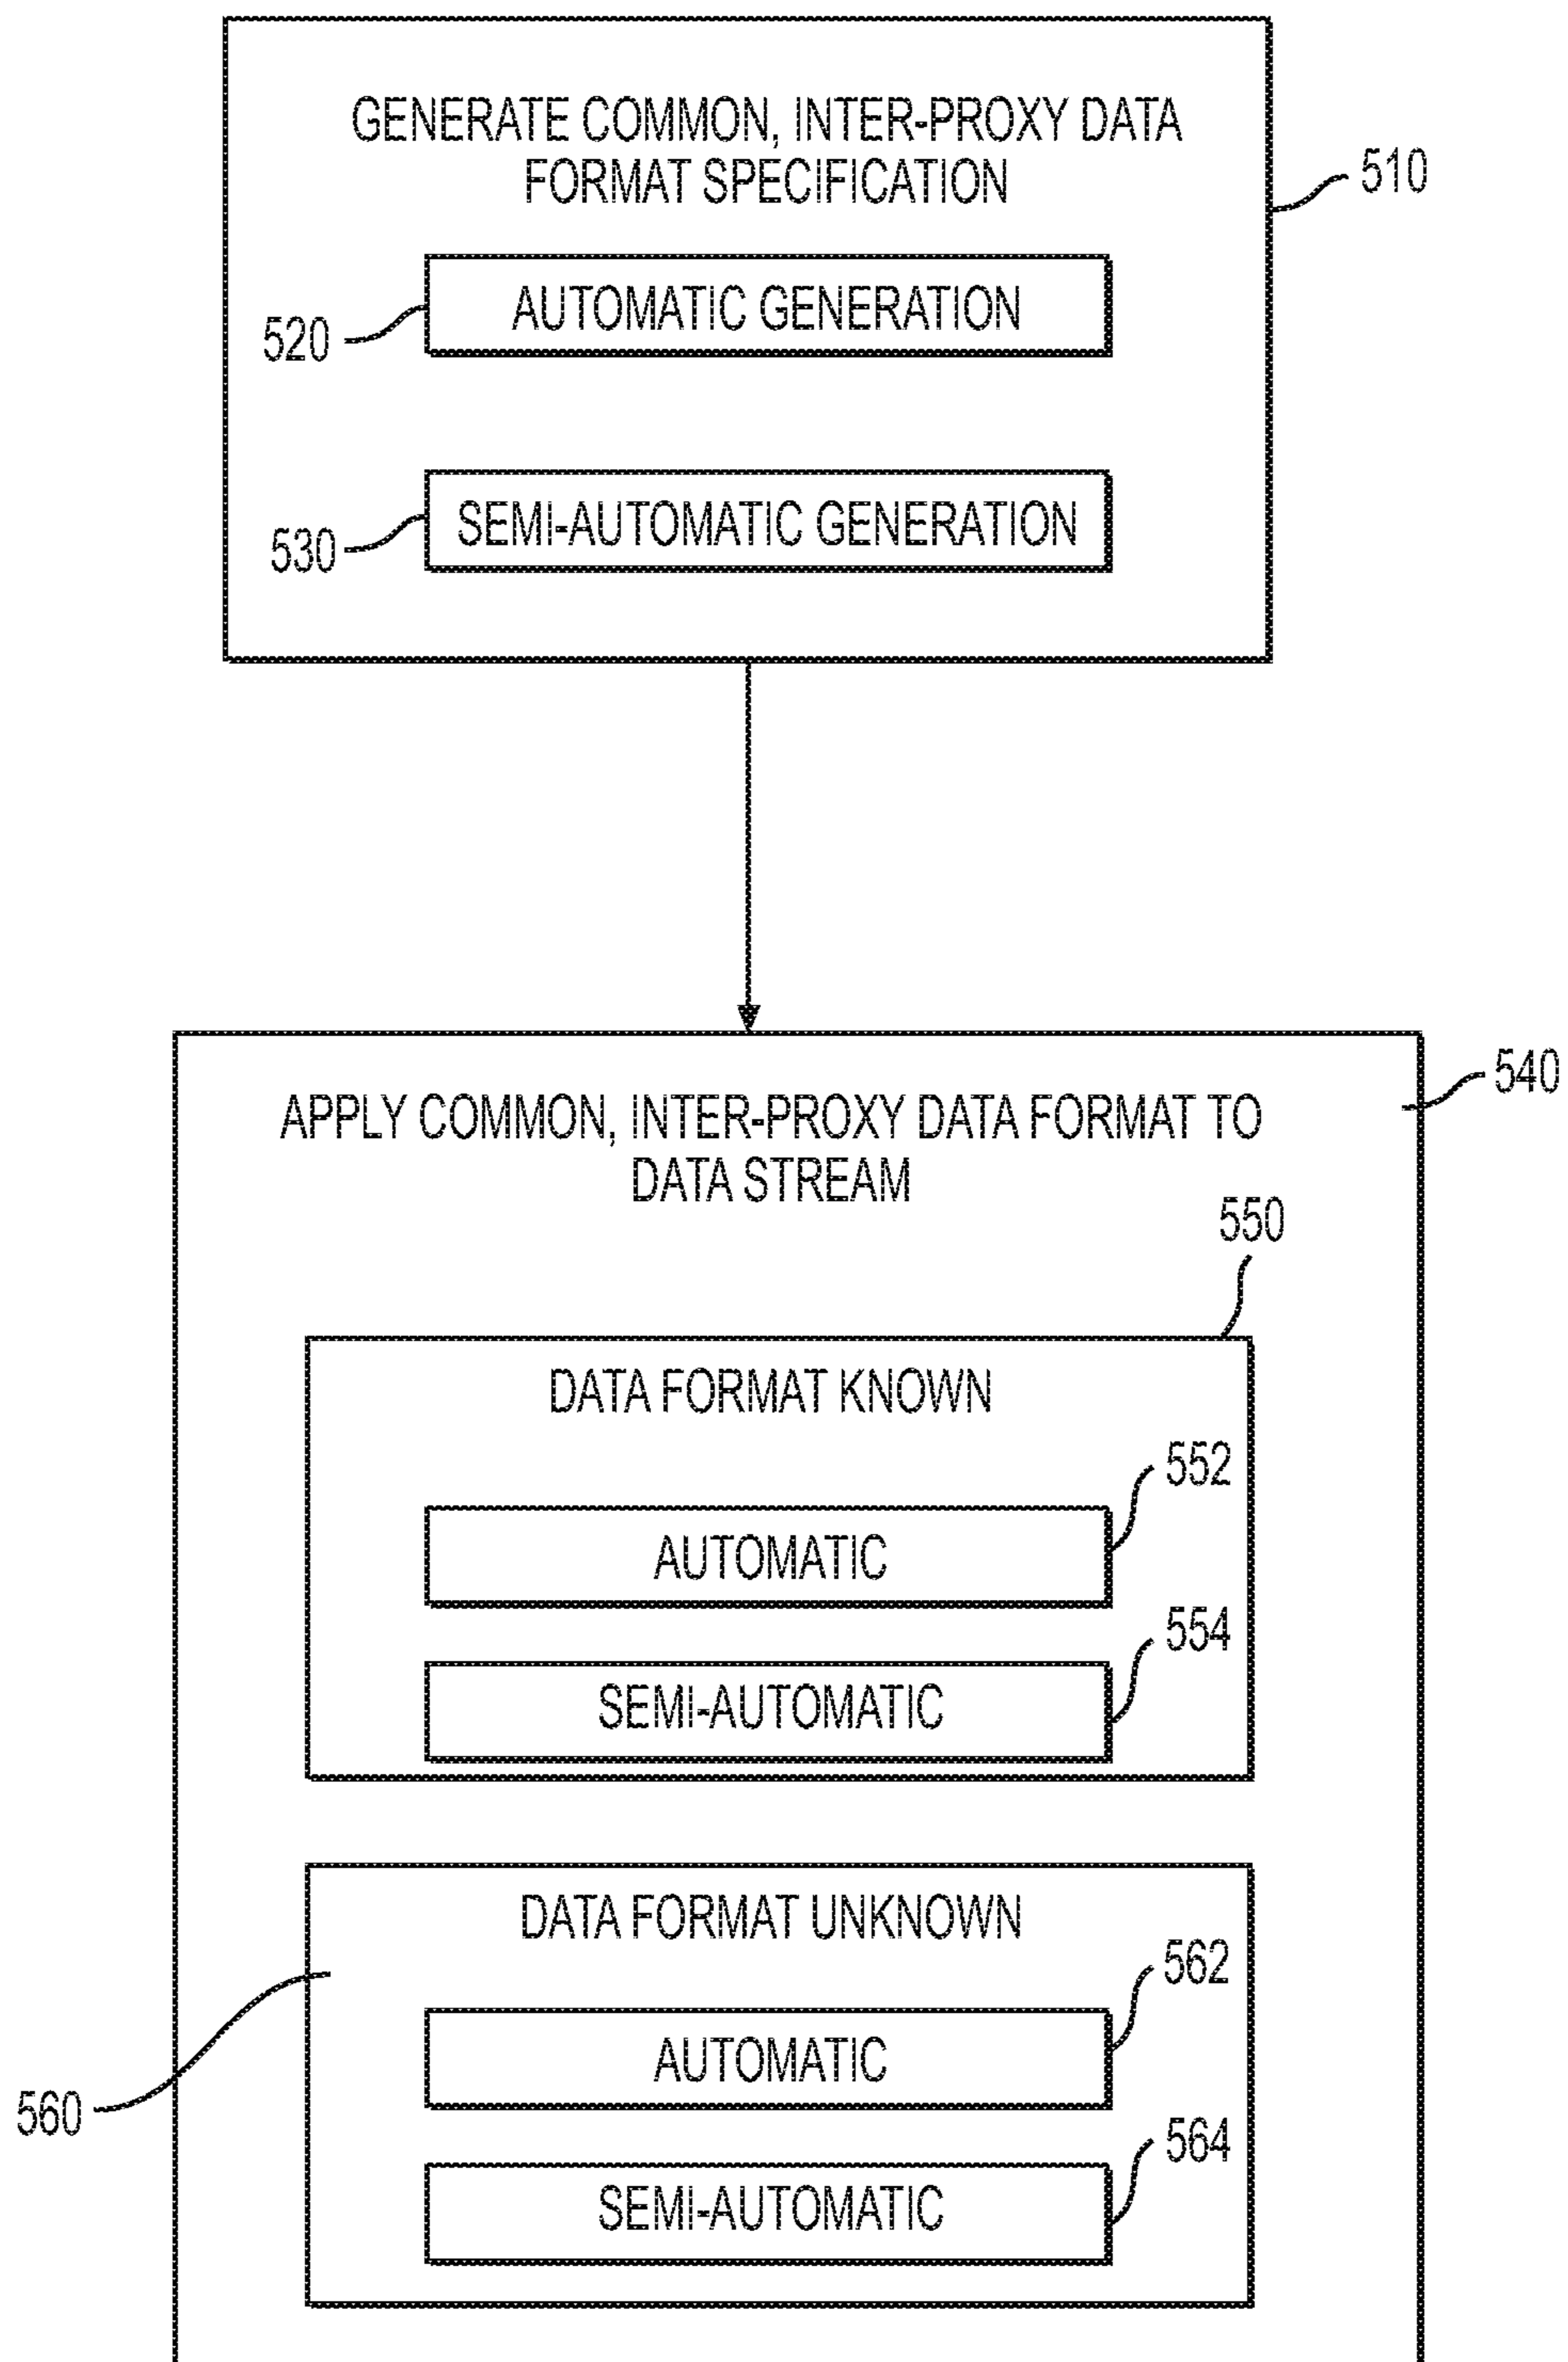 GENERATE COMMON, INTER-PROXY DATA
FORMAT SPECIFICATION
510
AUTOMATIC GENERATION
520
SEMI-AUTOMATIC GENERATION
530
540
APPLY COMMON, INTER-PROXY DATA FORMAT TO
DATA STREAM
550
DATA FORMAT KNOWN
552
AUTOMATIC
554
SEMI-AUTOMATIC
DATA FORMAT UNKNOWN
562
AUTOMATIC
560
564
SEMI-AUTOMATIC